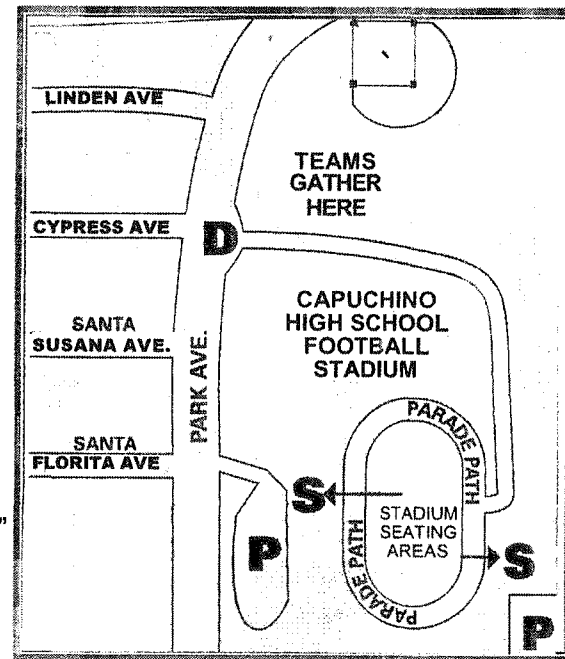 LINDEN AVE
TEAMS
GATHER
HERE
CYPRESS AVE
D
CAPUCHINO
HIGH SCHOOL
FOOTBALL
STADIUM
SANTA
SUSANA AVE.
PARK AVE.
SANTA
FLORITA AVE
PARADE PATH
S
STADIUM
SEATING
AREAS
S
P
PARADE PATH
PARADE PATH
P
”